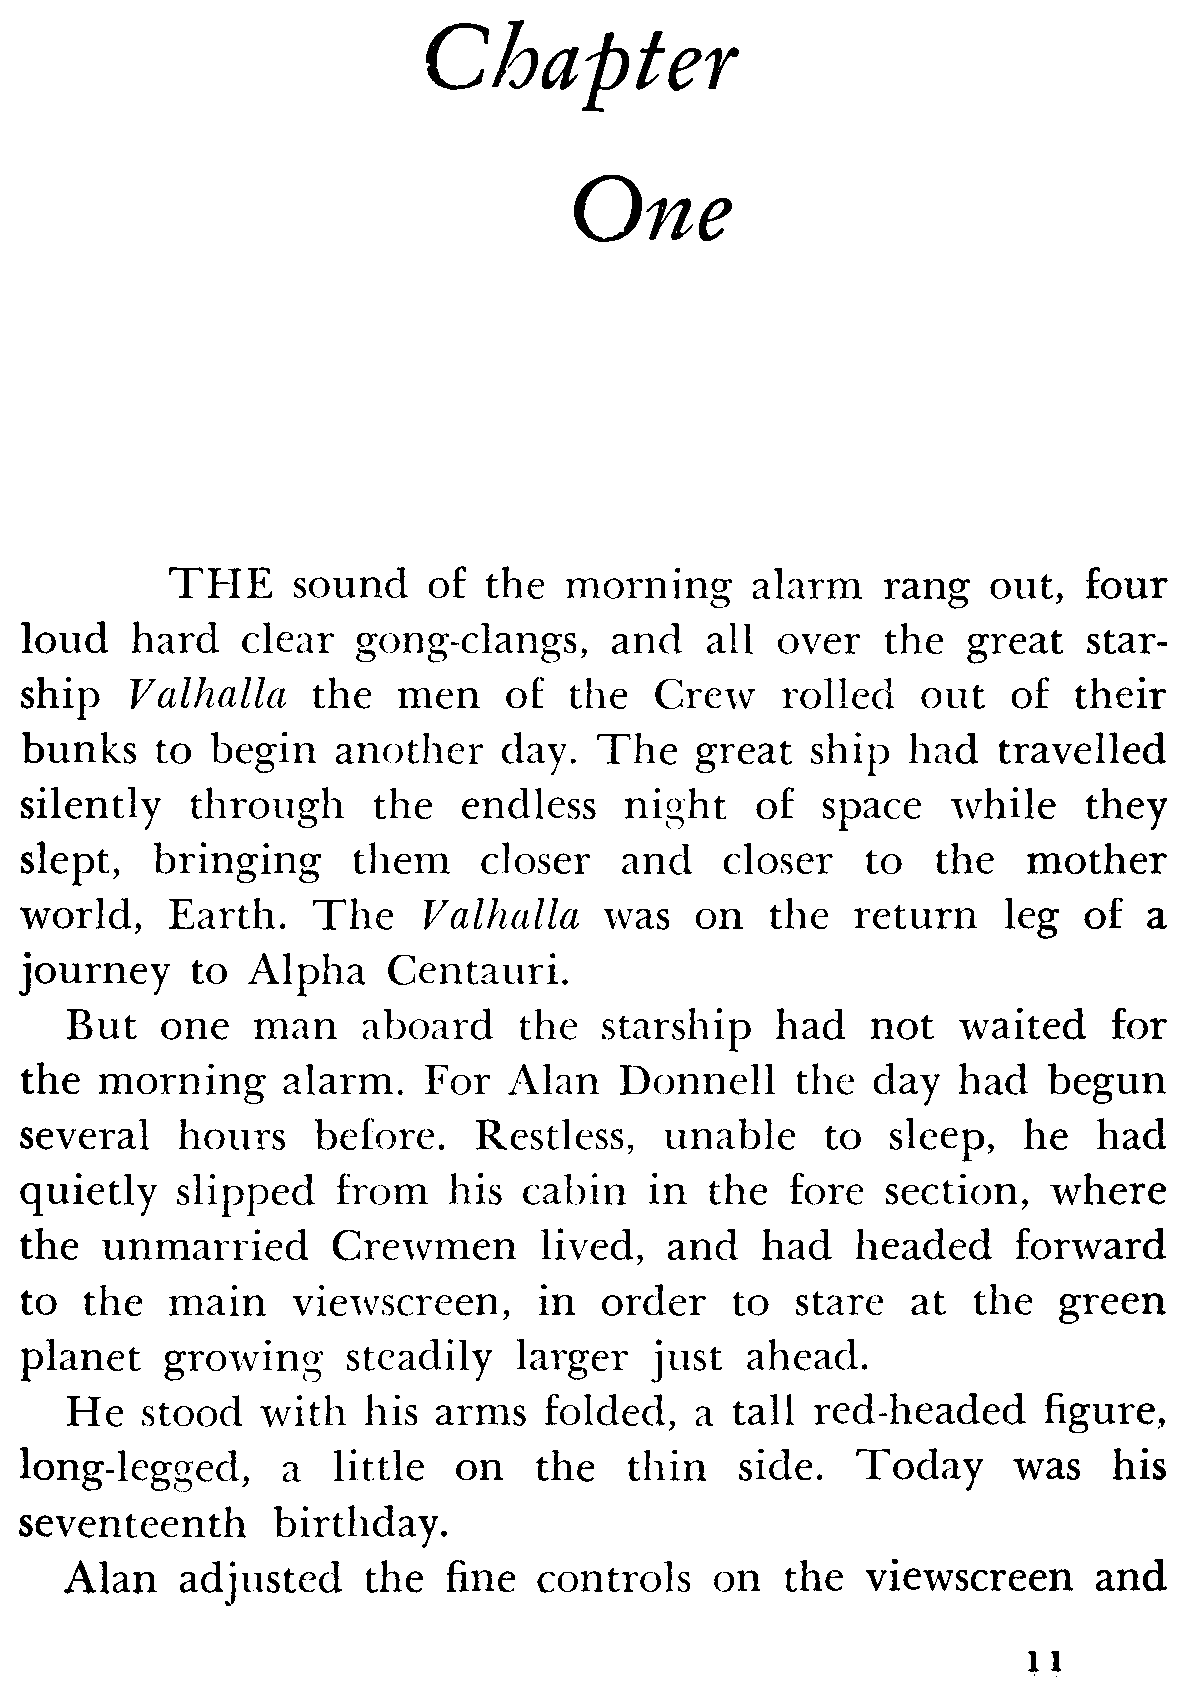 Chapter
One
THE sound of the morning alarm rang out, four
loud hard clear gong-clangs, and all over the great star-
ship Valhalla the men of the Crew rolled out of their
bunks to begin another day. The great ship had travelled
silently through the endless night of space while they
slept, bringing them closer and closer to the mother
world, Earth. The Valhalla was on the return leg of a
journey to Alpha Centauri.
But one man aboard the starship had not waited for
the morning alarm. For Alan Donnell the day had begun
several hours before. Restless, unable to sleep, he had
quietly slipped from his cabin in the fore section, where
the unmarried Crewmen lived, and had headed forward
to the main viewscreen, in order to stare at the green
planet growing steadily larger just ahead.
He stood with his arms folded, a tall red-headed figure,
long-legged, a little on the thin side. Today was his
seventeenth birthday.
Alan adjusted the fine controls on the viewscreen and
11